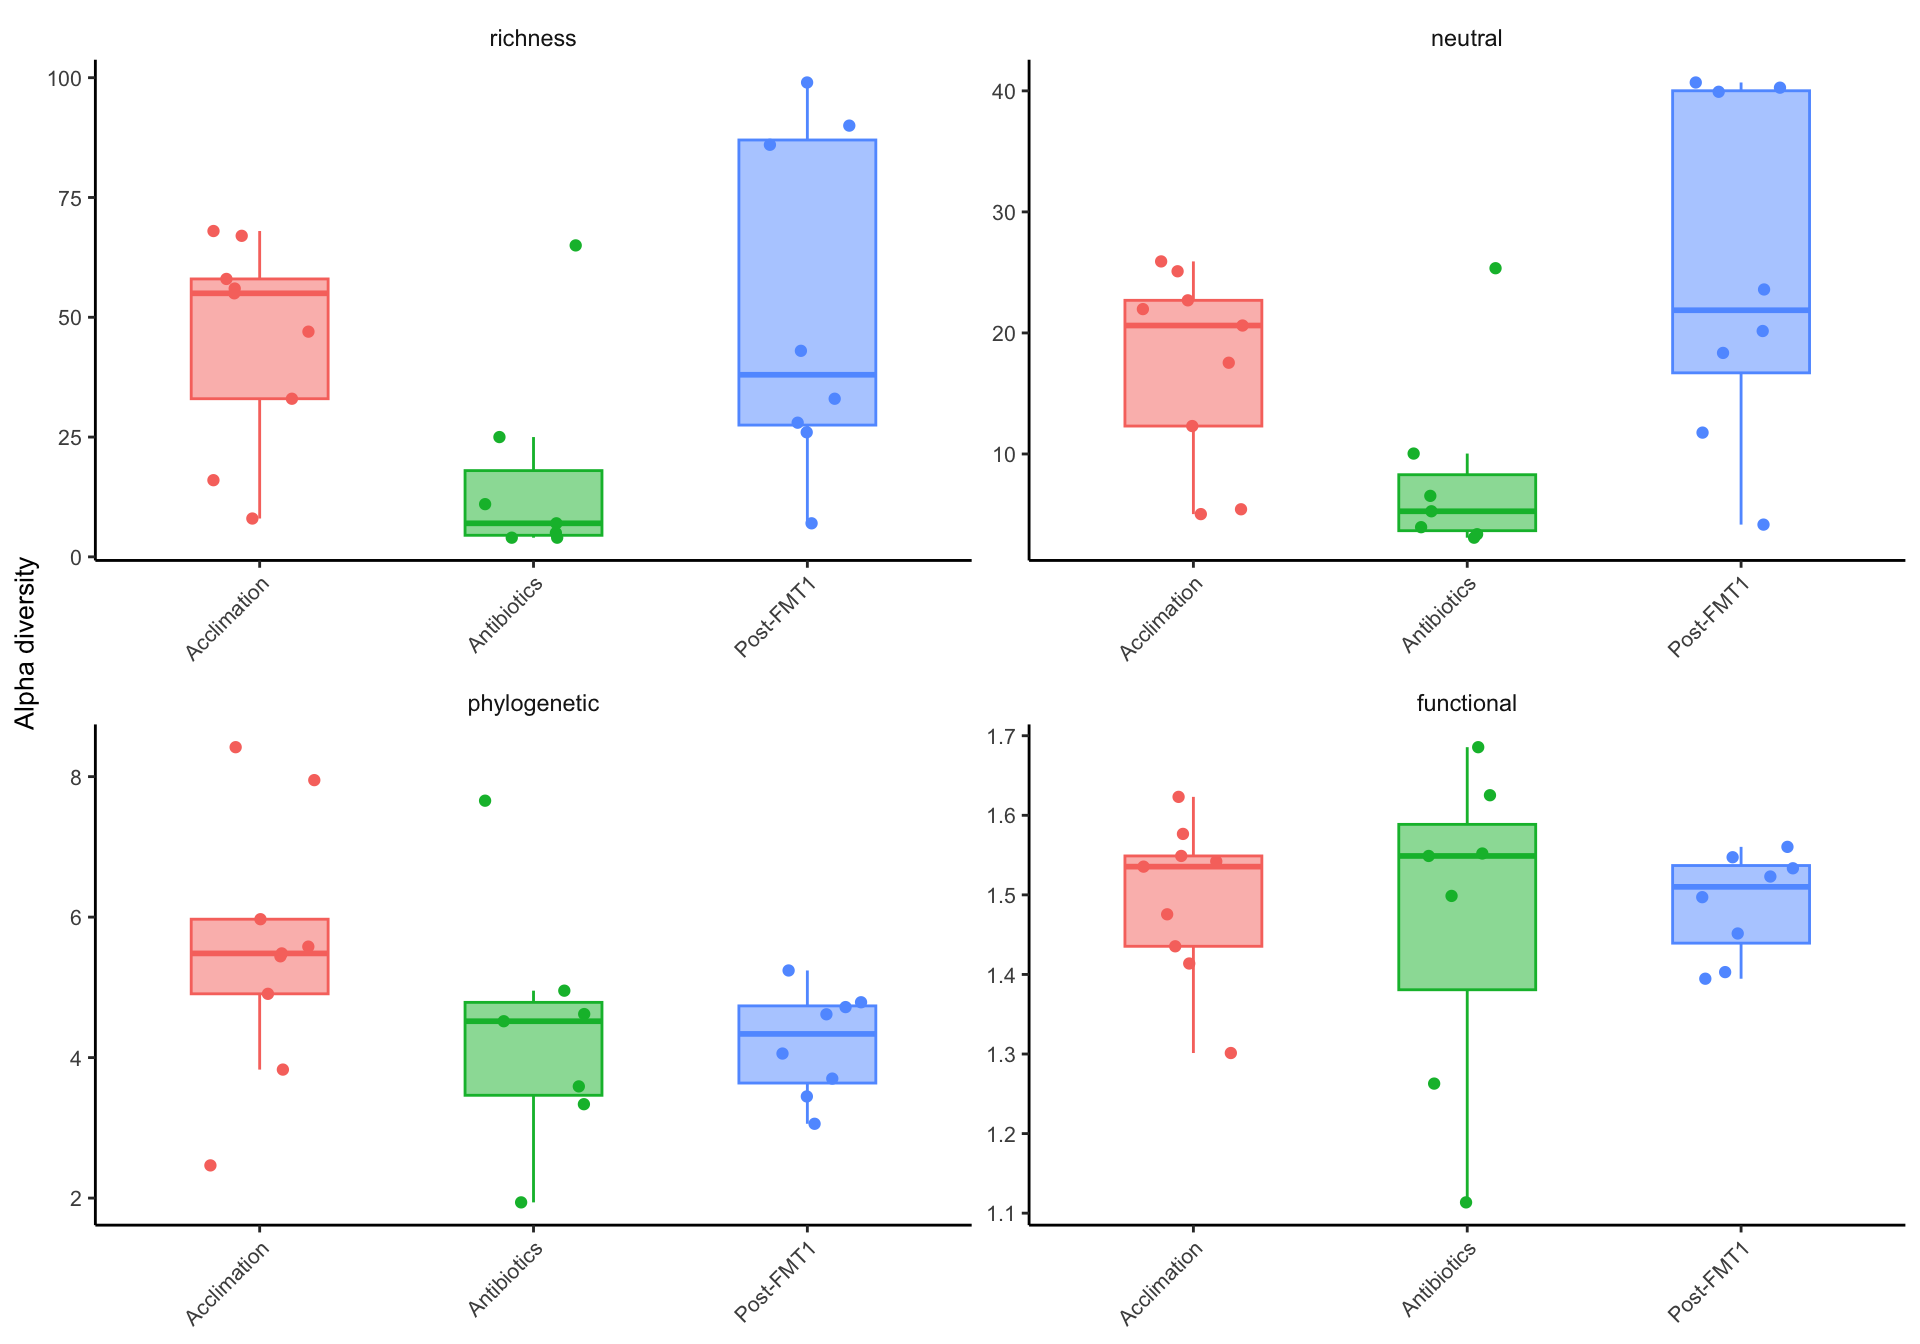 Alpha diversity
richness
100
75
50
25
0
Acclimation
Antibiotics
Post-FMT1
neutral
40
30
20
10
Acclimation
Antibiotics
Post-FMT1
phylogenetic
8
6
4
2
Acclimation
Antibiotics
Post-FMT1
functional
1.7
1.6
1.5
1.4
1.3
1.2
1.1
Acclimation
Antibiotics
Post-FMT1